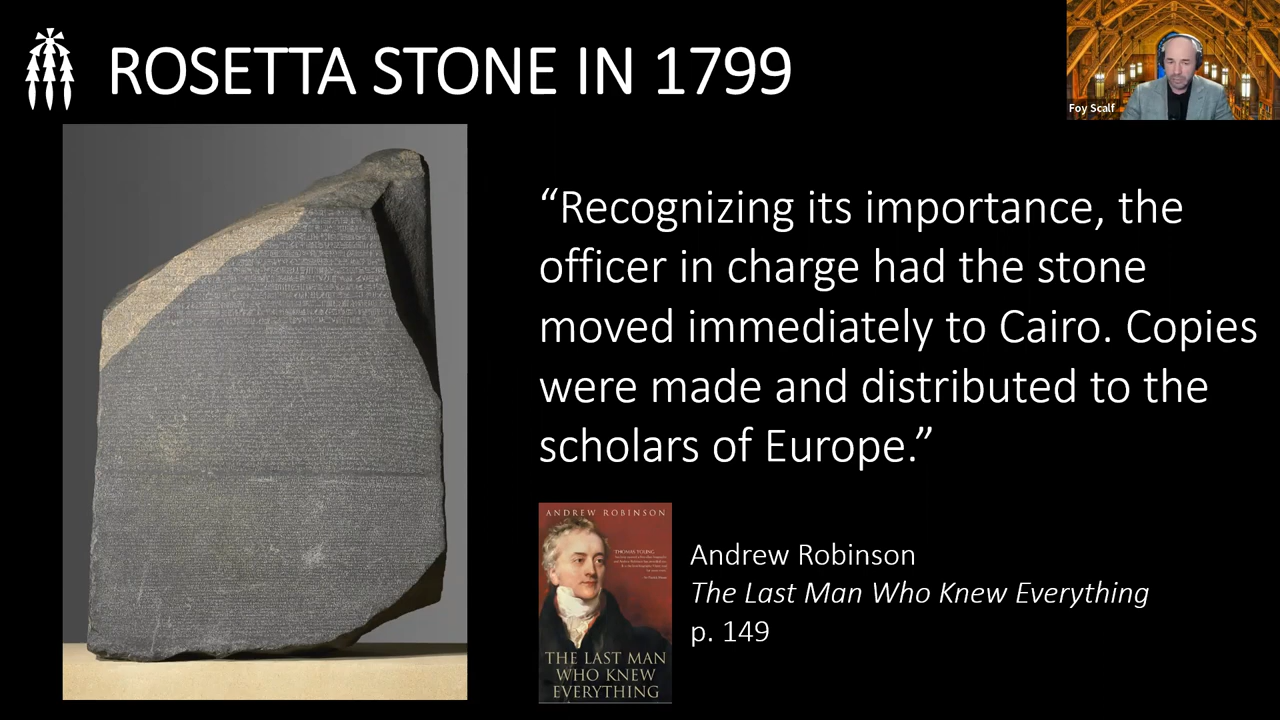 ROSETTA STONE IN 1799
Foy Scalf
“Recognizing its importance, the
officer in charge had the stone
moved immediately to Cairo. Copies
were made and distributed to the
scholars of Europe.”
ANDREW ROBINSON
THOMAS YOUNG
THE LAST MAN
WHO KNEW
EVERYTHING
Andrew Robinson
The Last Man Who Knew Everything
p. 149